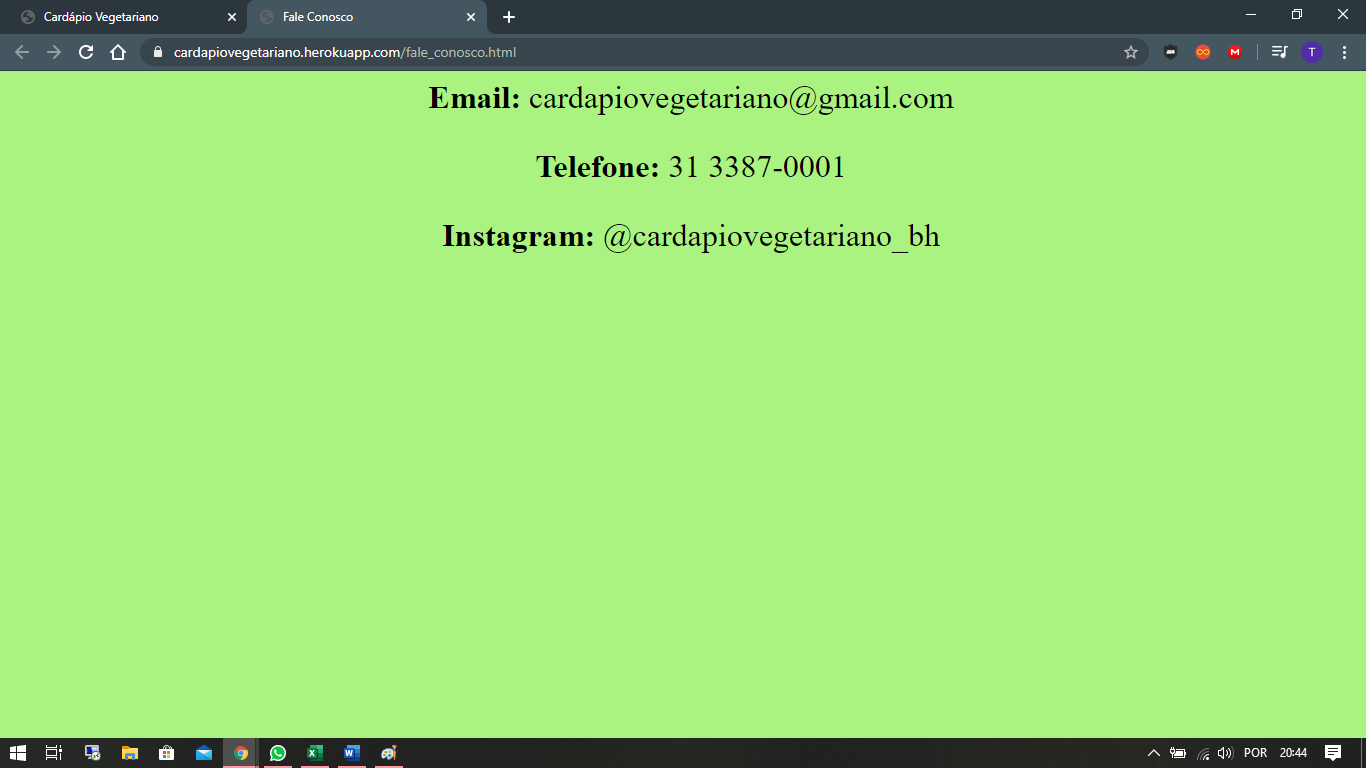 Cardápio Vegetariano
Fale Conosco
cardapiovegetariano.herokuapp.com/fale_conosco.html
T
Email: cardapiovegetariano@gmail.com
Telefone: 31 3387-0001
Instagram: @cardapiovegetariano_bh
POR
20:44